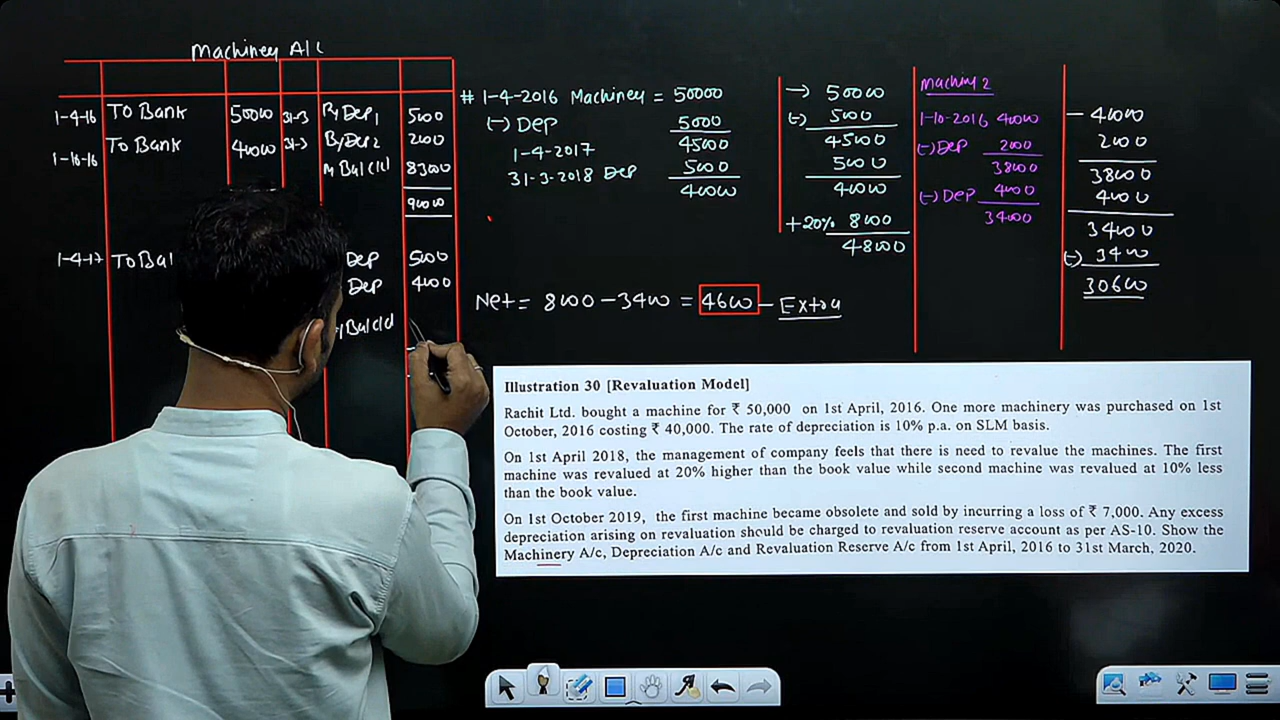 Machinery A/c
1-4-16 To Bank 50000 31-3 By Dep1 5000
1-10-16 To Bank 40000 31-3 By Dep2 2000
By Bal c/d 83000
90000
1-4-17 To Bal Dep 5000
Dep 4000
Bal c/d
# 1-4-2016 Machinery = 50000
(-) Dep 5000
1-4-2017 45000
31-3-2018 Dep 5000
40000
→ 50000
(-) 5000
45000
5000
40000
+20% 8000
48000
Machinery 2
1-10-2016 40000
(-) Dep 2000
38000
(-) Dep 4000
34000
- 40000
2000
38000
4000
34000
(-) 3400
30600
Net = 8000 - 3400 = 4600 - Extra
Illustration 30 [Revaluation Model]
Rachit Ltd. bought a machine for ₹ 50,000 on 1st April, 2016. One more machinery was purchased on 1st
October, 2016 costing ₹ 40,000. The rate of depreciation is 10% p.a. on SLM basis.
On 1st April 2018, the management of company feels that there is need to revalue the machines. The first
machine was revalued at 20% higher than the book value while second machine was revalued at 10% less
than the book value.
On 1st October 2019, the first machine became obsolete and sold by incurring a loss of ₹ 7,000. Any excess
depreciation arising on revaluation should be charged to revaluation reserve account as per AS-10. Show the
Machinery A/c, Depreciation A/c and Revaluation Reserve A/c from 1st April, 2016 to 31st March, 2020.